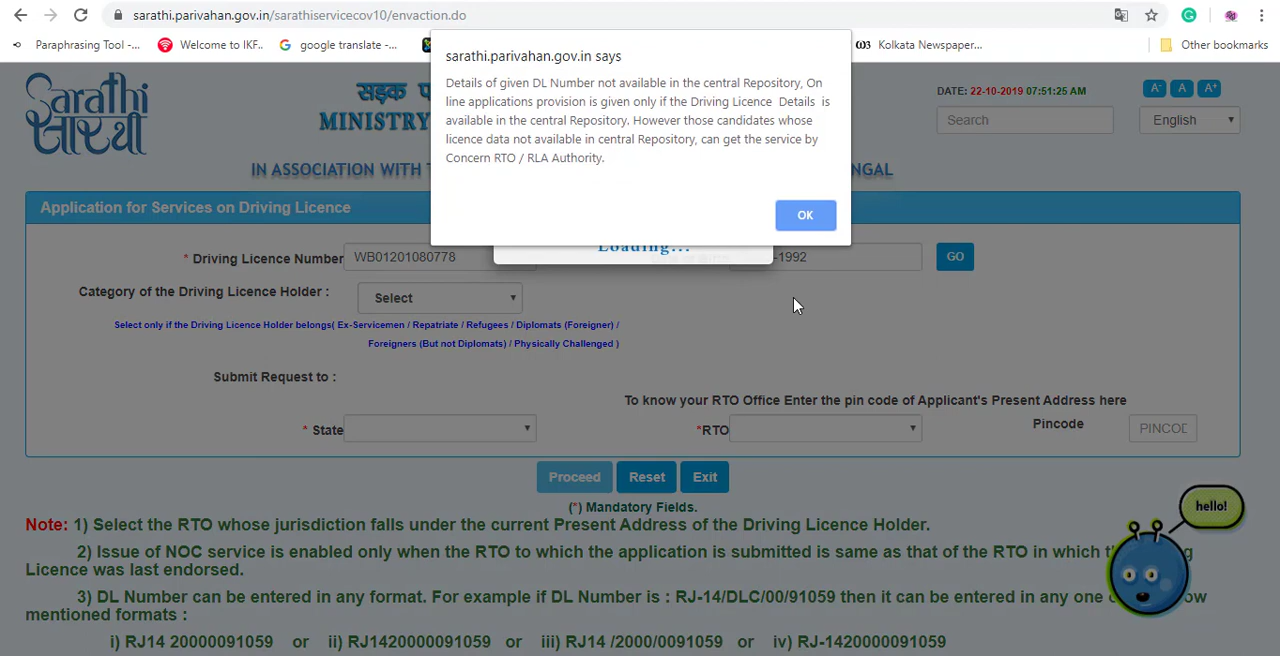 sarathi.parivahan.gov.in/sarathiservicecov10/envaction.do
Paraphrasing Tool -... Welcome to IKF... google translate -... Kolkata Newspaper... Other bookmarks
sarathi.parivahan.gov.in says
Details of given DL Number not available in the central Repository, On
line applications provision is given only if the Driving Licence Details is
available in the central Repository. However those candidates whose
licence data not available in central Repository, can get the service by
Concern RTO / RLA Authority.
OK
Sarathi
सारथी
सड़क प
MINISTRY
IN ASSOCIATION WITH
NGAL
DATE: 22-10-2019 07:51:25 AM
A- A A+
Search
English
Application for Services on Driving Licence
Loading...
* Driving Licence Number WB01201080778
-1992 GO
Category of the Driving Licence Holder : Select
Select only if the Driving Licence Holder belongs( Ex-Servicemen / Repatriate / Refugees / Diplomats (Foreigner) /
Foreigners (But not Diplomats) / Physically Challenged )
Submit Request to :
To know your RTO Office Enter the pin code of Applicant's Present Address here
* State *RTO Pincode PINCOD
Proceed Reset Exit
(*) Mandatory Fields.
hello!
Note: 1) Select the RTO whose jurisdiction falls under the current Present Address of the Driving Licence Holder.
2) Issue of NOC service is enabled only when the RTO to which the application is submitted is same as that of the RTO in which t ng
Licence was last endorsed.
3) DL Number can be entered in any format. For example if DL Number is : RJ-14/DLC/00/91059 then it can be entered in any one ow
mentioned formats :
i) RJ14 20000091059 or ii) RJ1420000091059 or iii) RJ14 /2000/0091059 or iv) RJ-1420000091059